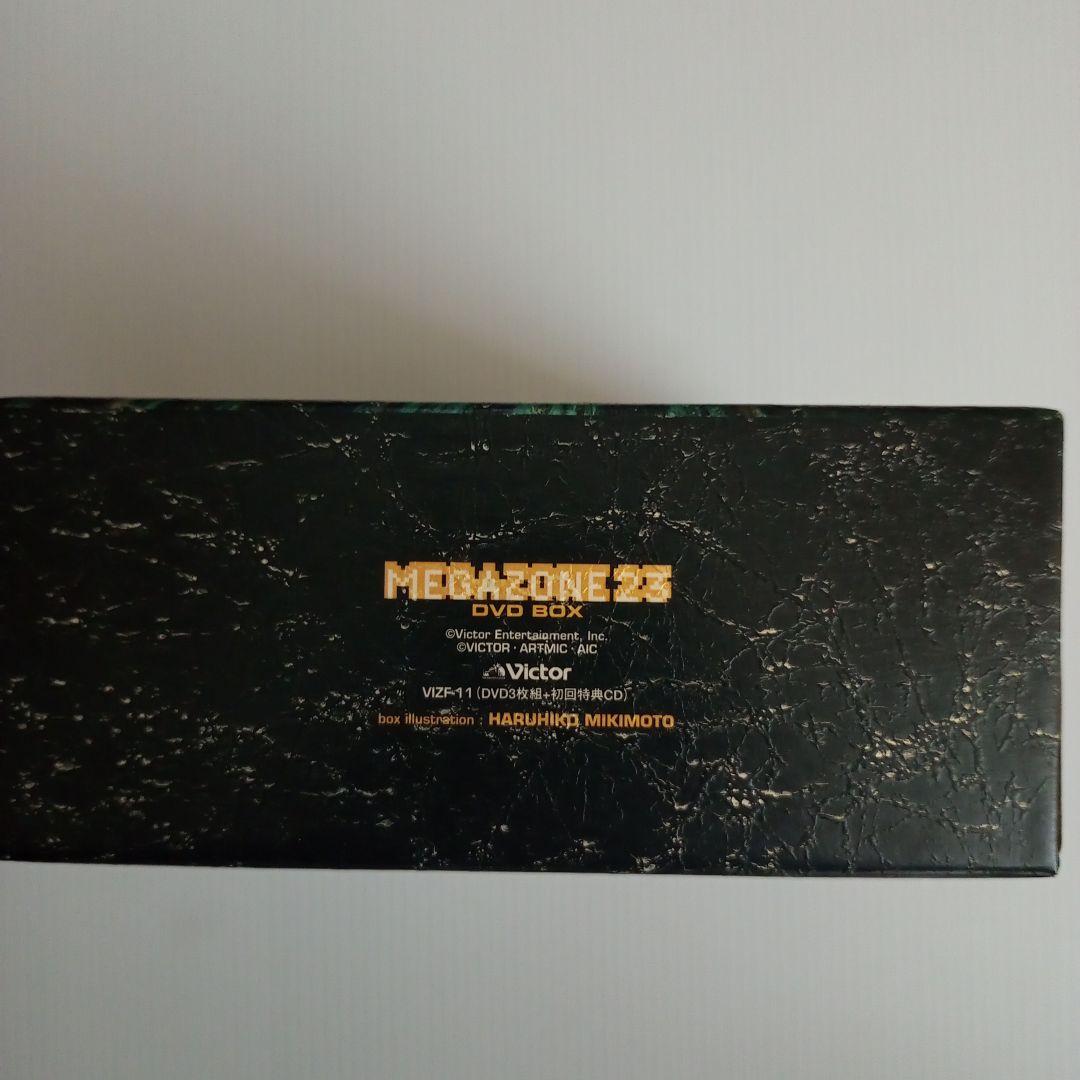 MEGAZONE 23
DVD BOX
©Victor Entertainment, Inc.
©VICTOR · ARTMIC · AIC
Victor
VIZF-11 (DVD3枚組+初回特典CD)
box illustration : HARUHIKO MIKIMOTO